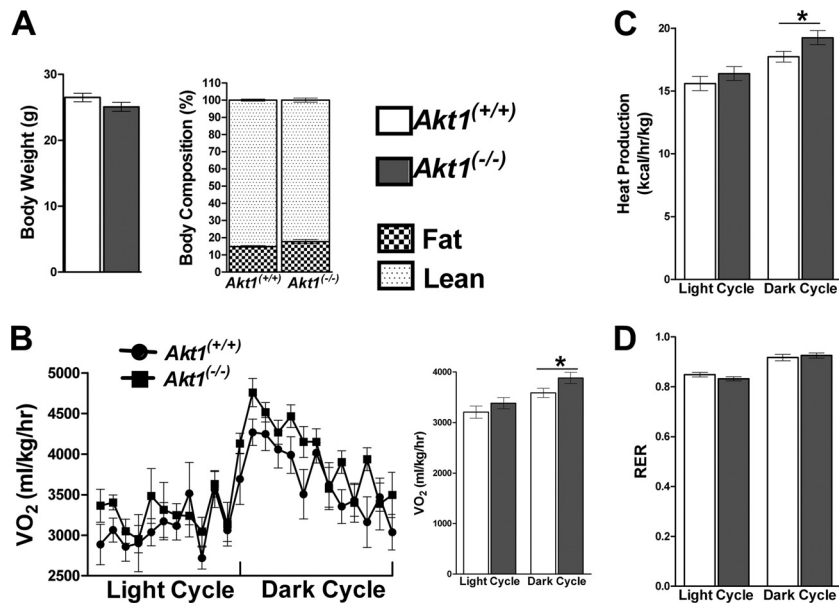 A
Body Weight (g)
30
20
10
0
Body Composition (%)
110
100
90
80
70
60
50
40
30
20
10
0
Akt1(+/+)
Akt1(-/-)
Akt1(+/+)
Akt1(-/-)
Fat
Lean
B
Akt1(+/+)
Akt1(-/-)
VO2 (ml/kg/hr)
5000
4500
4000
3500
3000
2500
Light Cycle
Dark Cycle
VO2 (ml/kg/hr)
4000
3000
2000
1000
0
*
Light Cycle
Dark Cycle
C
Heat Production
(kcal/hr/kg)
20
15
10
5
0
*
Light Cycle
Dark Cycle
D
RER
1.0
0.8
0.6
0.4
0.2
0.0
Light Cycle
Dark Cycle